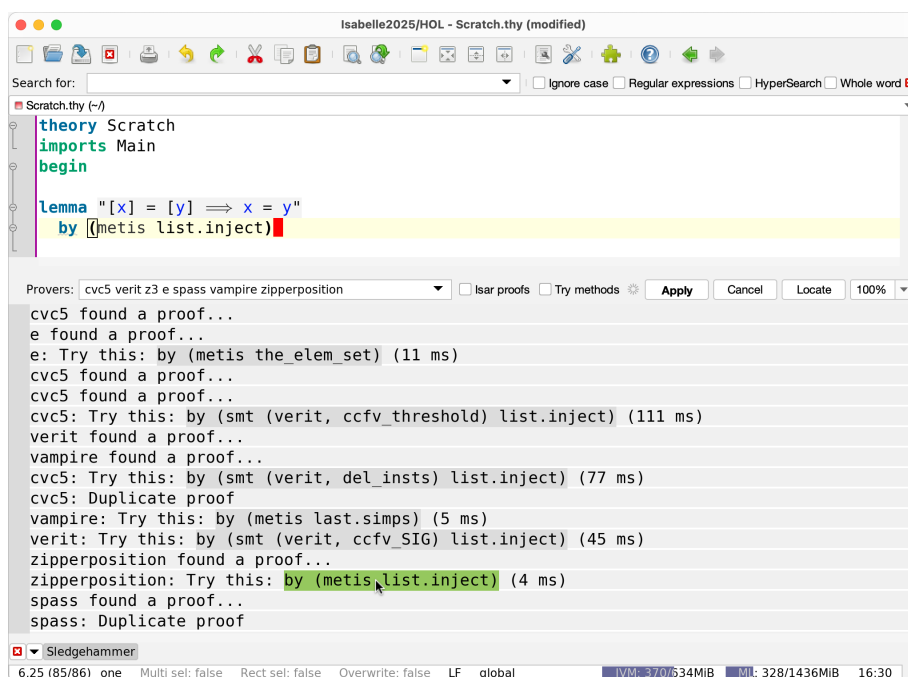 Isabelle2025/HOL - Scratch.thy (modified)
Search for: Ignore case Regular expressions HyperSearch Whole word
Scratch.thy (~/)
theory Scratch
imports Main
begin
lemma "[x] = [y] ⟹ x = y"
by (metis list.inject)
Provers: cvc5 verit z3 e spass vampire zipperposition Isar proofs Try methods Apply Cancel Locate 100%
cvc5 found a proof...
e found a proof...
e: Try this: by (metis the_elem_set) (11 ms)
cvc5 found a proof...
cvc5 found a proof...
cvc5: Try this: by (smt (verit, ccfv_threshold) list.inject) (111 ms)
verit found a proof...
vampire found a proof...
cvc5: Try this: by (smt (verit, del_insts) list.inject) (77 ms)
cvc5: Duplicate proof
vampire: Try this: by (metis last.simps) (5 ms)
verit: Try this: by (smt (verit, ccfv_SIG) list.inject) (45 ms)
zipperposition found a proof...
zipperposition: Try this: by (metis list.inject) (4 ms)
spass found a proof...
spass: Duplicate proof
Sledgehammer
6,25 (85/86) one Multi sel: false Rect sel: false Overwrite: false LF global JVM: 370/634MiB ML: 328/1436MiB 16:30